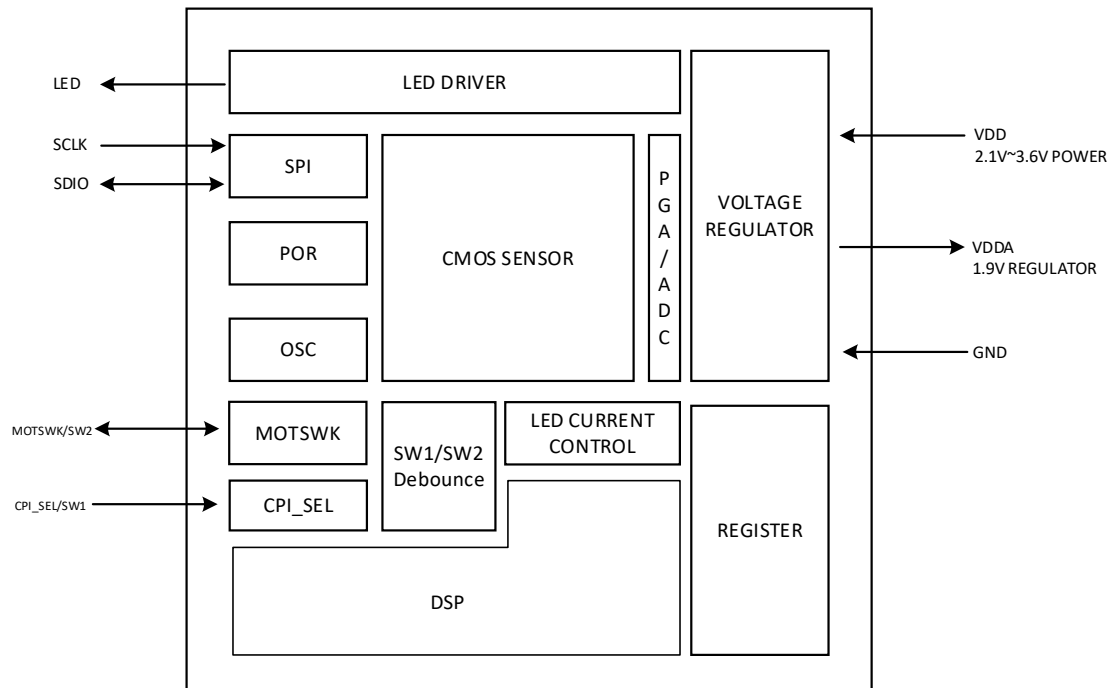 LED
LED DRIVER
SCLK
SDIO
SPI
POR
OSC
CMOS SENSOR
P
G
A
/
A
D
C
VOLTAGE
REGULATOR
VDD
2.1V~3.6V POWER
VDDA
1.9V REGULATOR
GND
MOTSWK/SW2
MOTSWK
CPI_SEL/SW1
CPI_SEL
SW1/SW2
Debounce
LED CURRENT
CONTROL
DSP
REGISTER